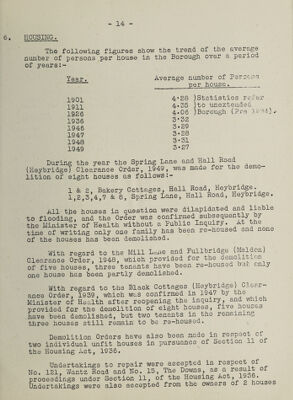 - 14 -
6. HOUSING.
The following figures show the trend of the average
number of persons per house in the Borough over a period
of years:-
Year. Average number of Persons
per house.
1901 4.28 )Statistics refer
1911 4.35 )to unextended
1926 4.06 )Borough (Pre 1934).
1936 3.32
1946 3.29
1947 3.28
1948 3.31
1949 3.27
During the year the Spring Lane and Hall Road
(Heybridge) Clearance Order, 1949, was made for the demo-
lition of eight houses as follows:-
1 & 2, Bakery Cottages, Hall Road, Heybridge.
1,2,3,4,7 & 8, Spring Lane, Hall Road, Heybridge.
All the houses in question were dilapidated and liable
to flooding, and the Order was confirmed subsequently by
the Minister of Health without a Public Inquiry. At the
time of writing only one family has been re-housed and none
of the houses has been demolished.
With regard to the Mill Lane and Fullbridge (Maldon)
Clearance Order, 1948, which provided for the demolition
of five houses, three tenants have been re-housed but only
one house has been partly demolished.
With regard to the Black Cottages (Heybridge) Clear-
ance Order, 1939, which was confirmed in 1947 by the
Minister of Health after reopening the inquiry, and which
provided for the demolition of eight houses, five houses
have been demolished, but two tenants in the remaining
three houses still remain to be re-housed.
Demolition Orders have also been made in respect of
two individual unfit houses in pursuance of Section 11 of
the Housing Act, 1936.
Undertakings to repair were accepted in respect of
No. 121, Wantz Road and No. 15, The Downs, as a result of
proceedings under Section 11, of the Housing Act, 1936.
Undertakings were also accepted from the owners of 2 houses